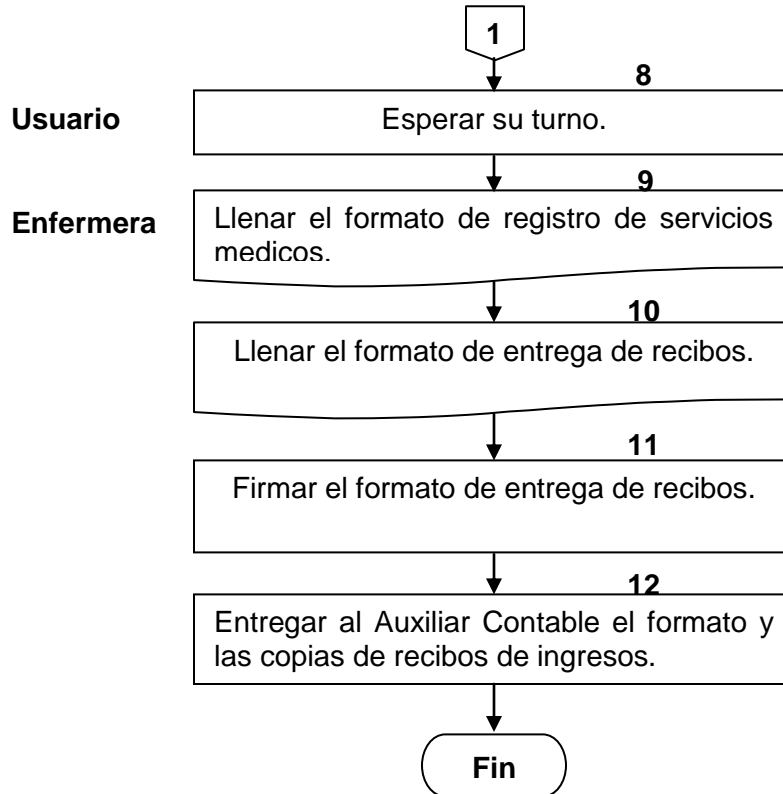 1
8
Usuario
Esperar su turno.
9
Enfermera
Llenar el formato de registro de servicios
medicos.
10
Llenar el formato de entrega de recibos.
11
Firmar el formato de entrega de recibos.
12
Entregar al Auxiliar Contable el formato y
las copias de recibos de ingresos.
Fin